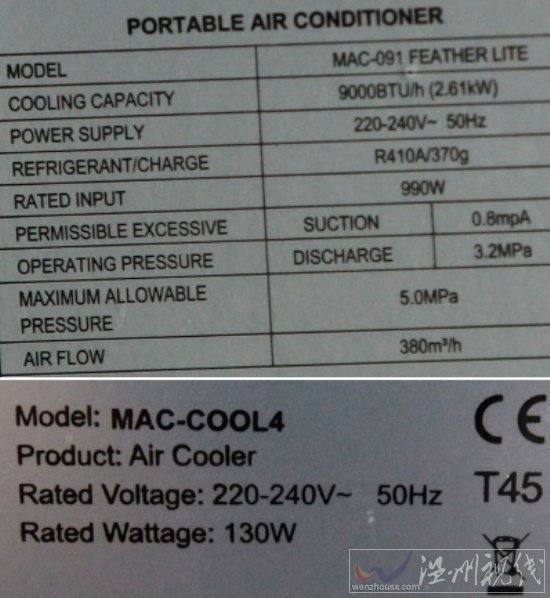 PORTABLE AIR CONDITIONER
MODEL MAC-091 FEATHER LITE
COOLING CAPACITY 9000BTU/h (2.61kW)
POWER SUPPLY 220-240V~ 50Hz
REFRIGERANT/CHARGE R410A/370g
RATED INPUT 990W
PERMISSIBLE EXCESSIVE SUCTION 0.8mpA
OPERATING PRESSURE DISCHARGE 3.2MPa
MAXIMUM ALLOWABLE
PRESSURE 5.0MPa
AIR FLOW 380m³/h
Model: MAC-COOL4
Product: Air Cooler
Rated Voltage: 220-240V~ 50Hz
Rated Wattage: 130W
CE
T45
温州视线
wenzhousx.com